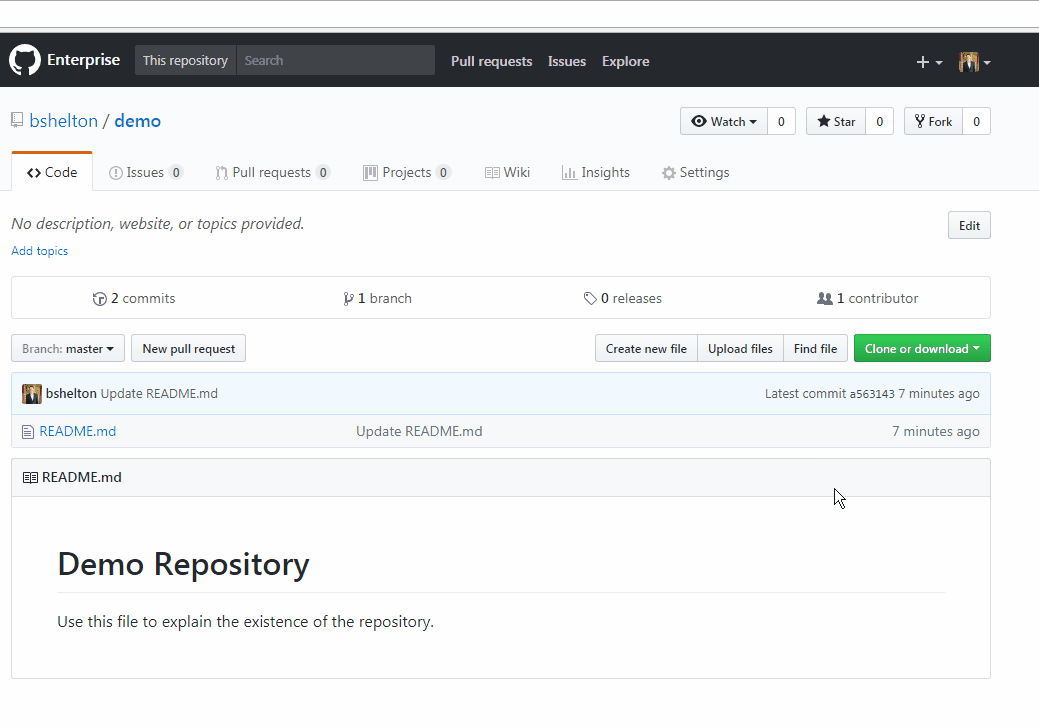 Enterprise This repository Search Pull requests Issues Explore
bshelton / demo Watch 0 Star 0 Fork 0
Code Issues 0 Pull requests 0 Projects 0 Wiki Insights Settings
No description, website, or topics provided. Edit
Add topics
2 commits 1 branch 0 releases 1 contributor
Branch: master New pull request Create new file Upload files Find file Clone or download
bshelton Update README.md Latest commit a563143 7 minutes ago
README.md Update README.md 7 minutes ago
README.md
Demo Repository
Use this file to explain the existence of the repository.